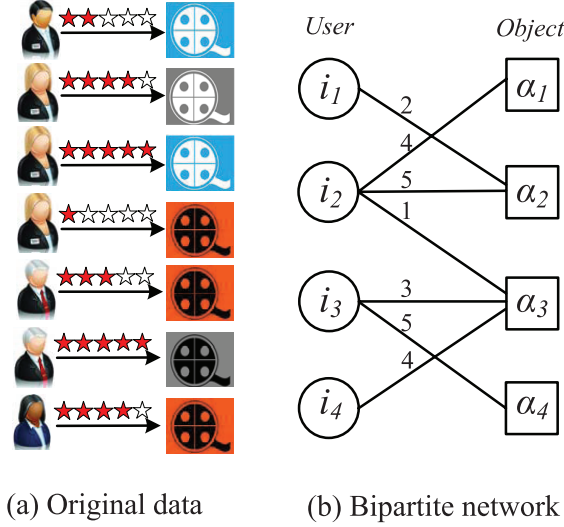 User
Object
i1
α1
2
4
i2
5
α2
1
i3
3
α3
5
4
i4
α4
(a) Original data
(b) Bipartite network